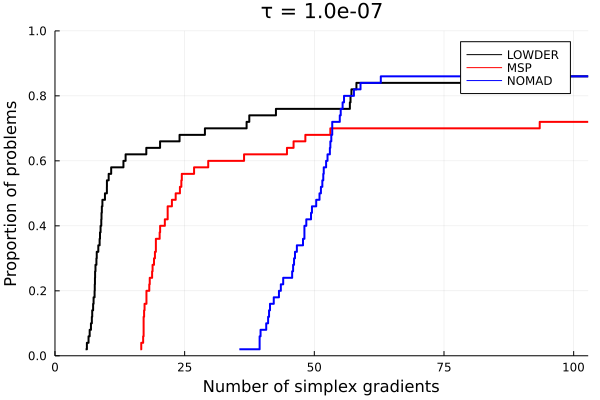 τ = 1.0e-07
Proportion of problems
1.0
0.8
0.6
0.4
0.2
0.0
LOWDER
MSP
NOMAD
0 25 50 75 100
Number of simplex gradients